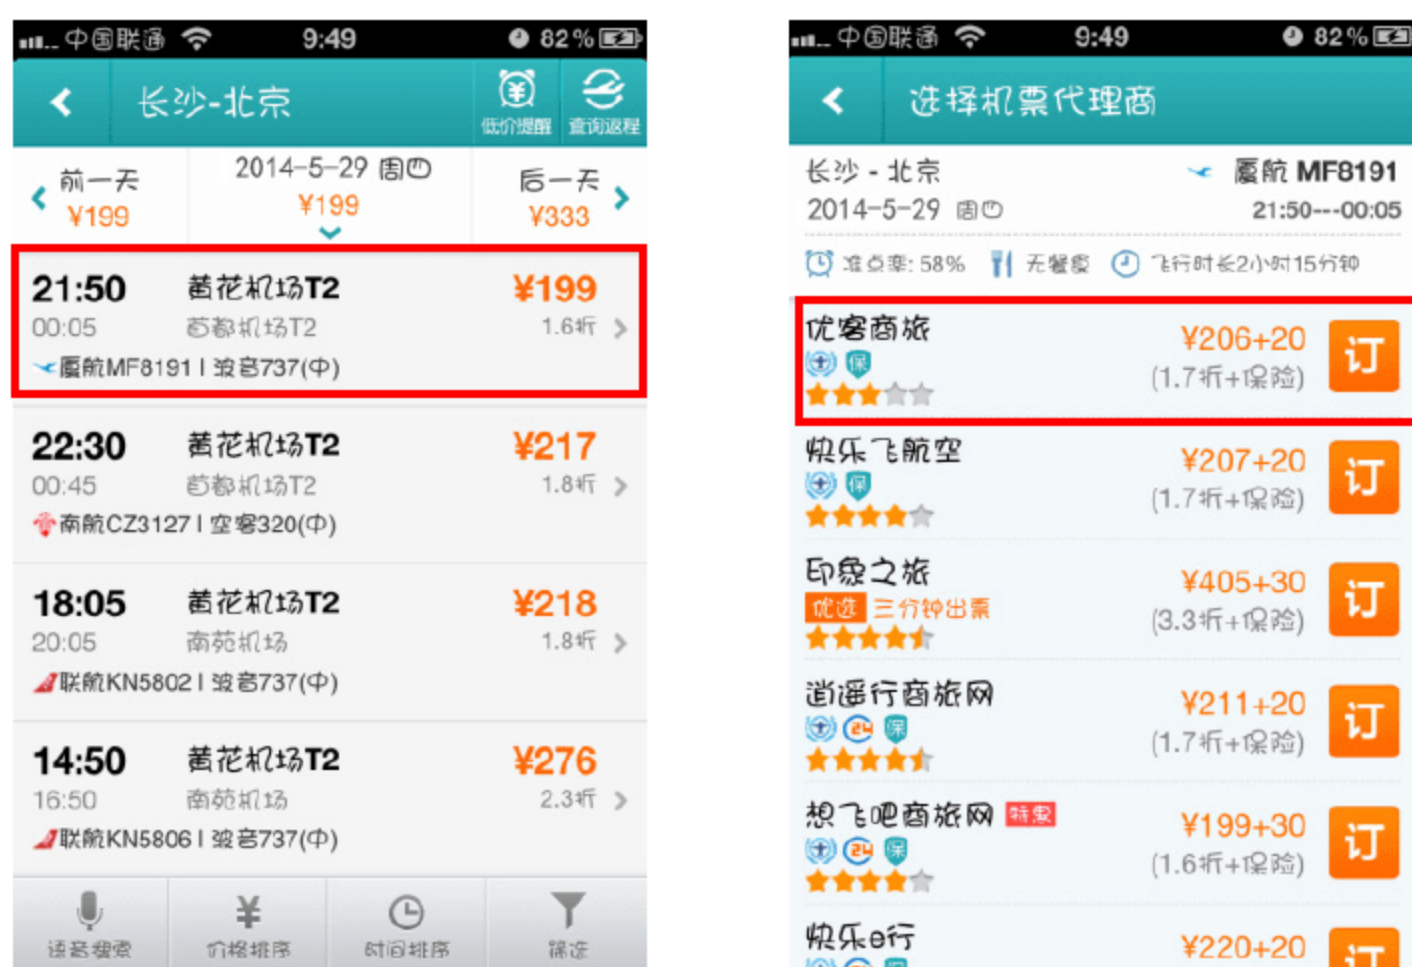 中国联通 9:49 82%
长沙-北京
低价提醒 查询返程
前一天 2014-5-29 周四 后一天
¥199 ¥199 ¥333
21:50 黄花机场T2 ¥199
00:05 首都机场T2 1.6折
厦航MF8191 | 波音737(中)
22:30 黄花机场T2 ¥217
00:45 首都机场T2 1.8折
南航CZ3127 | 空客320(中)
18:05 黄花机场T2 ¥218
20:05 南苑机场 1.8折
联航KN5802 | 波音737(中)
14:50 黄花机场T2 ¥276
16:50 南苑机场 2.3折
联航KN5806 | 波音737(中)
语音搜索 价格排序 时间排序 筛选
中国联通 9:49 82%
选择机票代理商
长沙 - 北京 厦航 MF8191
2014-5-29 周四 21:50---00:05
准点率: 58% 无餐食 飞行时长2小时15分钟
优客商旅 ¥206+20 订
保 (1.7折+保险)
快乐飞航空 ¥207+20 订
保 (1.7折+保险)
印象之旅 ¥405+30 订
优选 三分钟出票 (3.3折+保险)
逍遥行商旅网 ¥211+20 订
24 保 (1.7折+保险)
想飞吧商旅网 特惠 ¥199+30 订
24 保 (1.6折+保险)
快乐e行 ¥220+20 订